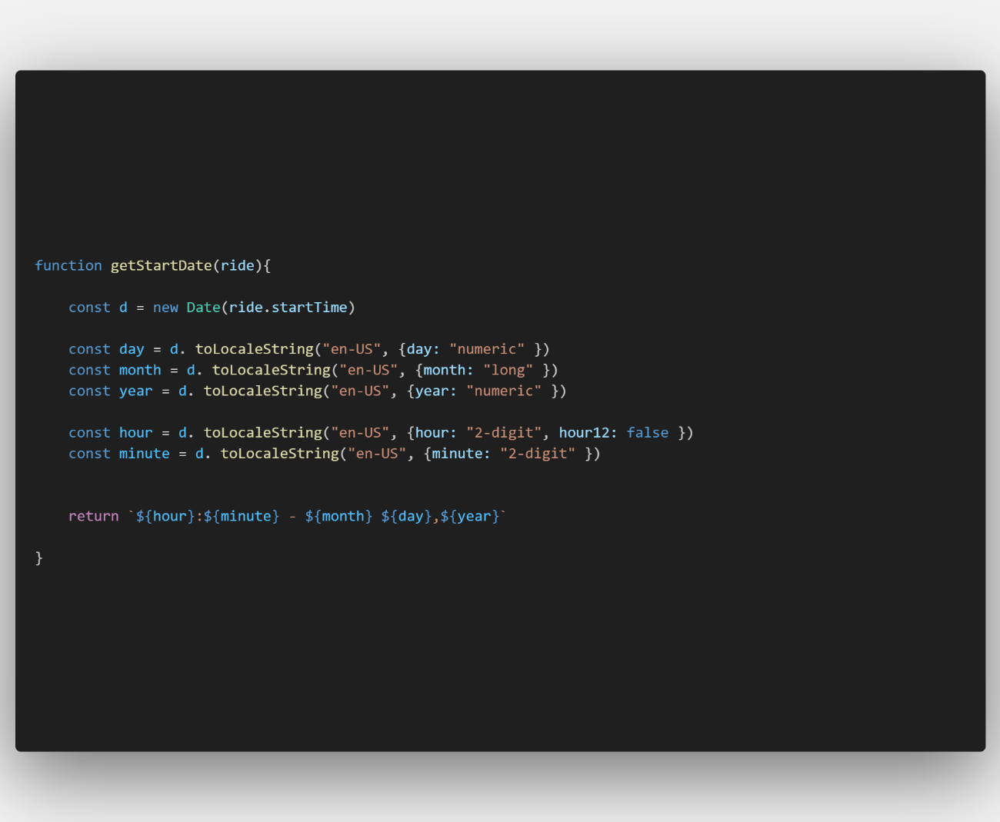 function getStartDate(ride){
const d = new Date(ride.startTime)
const day = d. toLocaleString("en-US", {day: "numeric" })
const month = d. toLocaleString("en-US", {month: "long" })
const year = d. toLocaleString("en-US", {year: "numeric" })
const hour = d. toLocaleString("en-US", {hour: "2-digit", hour12: false })
const minute = d. toLocaleString("en-US", {minute: "2-digit" })
return `${hour}:${minute} - ${month} ${day},${year}`
}